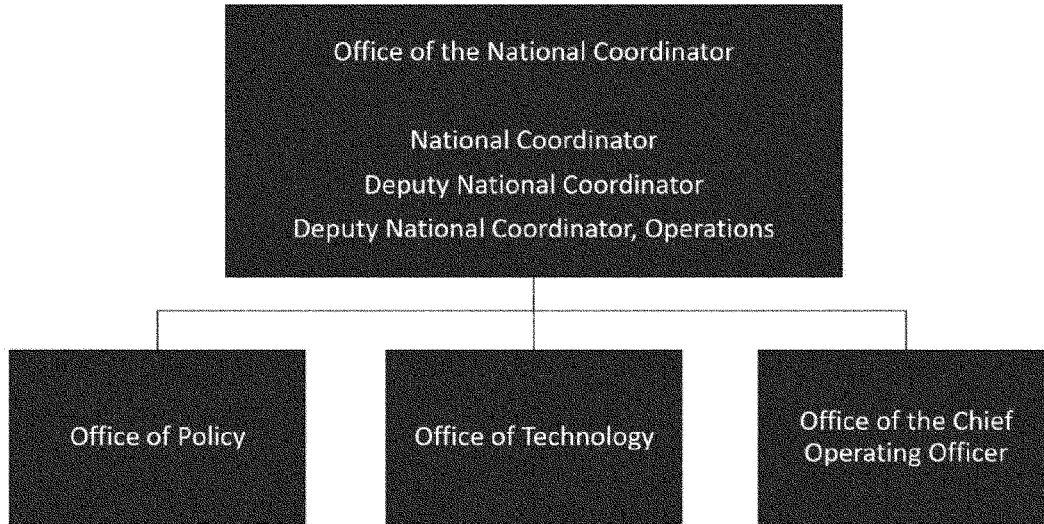 Office of the National Coordinator
National Coordinator
Deputy National Coordinator
Deputy National Coordinator, Operations
Office of Policy
Office of Technology
Office of the Chief
Operating Officer